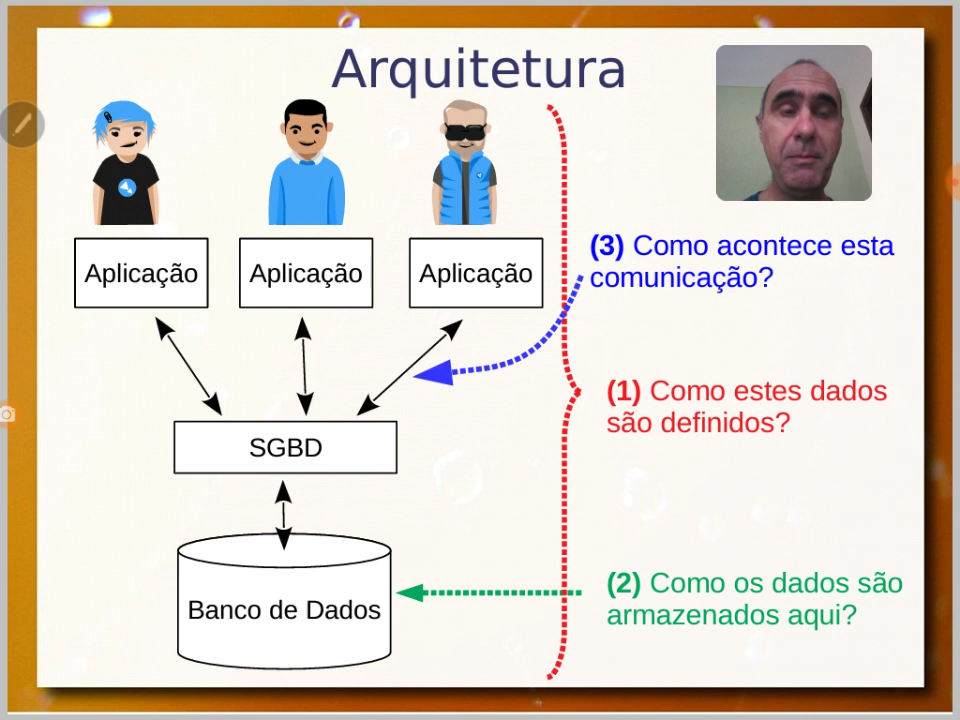 Arquitetura
Aplicação
Aplicação
Aplicação
(3) Como acontece esta
comunicação?
(1) Como estes dados
são definidos?
SGBD
(2) Como os dados são
armazenados aqui?
Banco de Dados